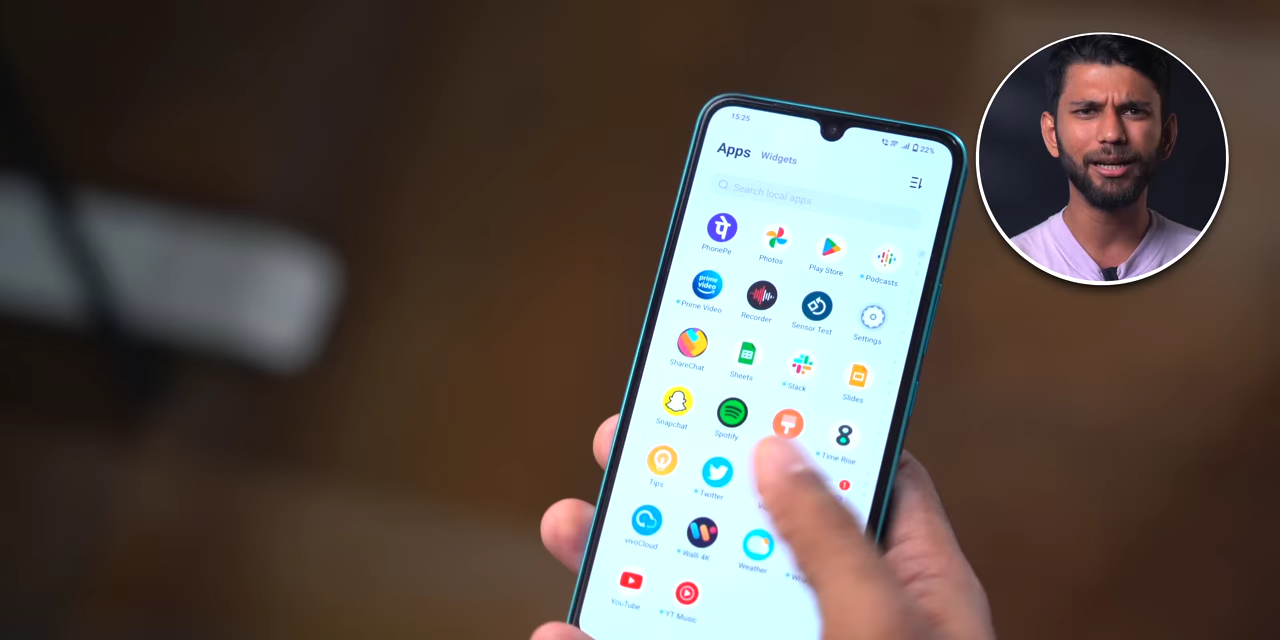 15:25
22%
Apps Widgets
Search local apps
पे
PhonePe
Photos
Play Store
Podcasts
prime video
Prime Video
Recorder
Sensor Test
Settings
ShareChat
Sheets
Slack
Slides
Snapchat
Spotify
8
Time Rise
Tips
Twitter
1
vivoCloud
Walli 4K
Weather
YouTube
YT Music